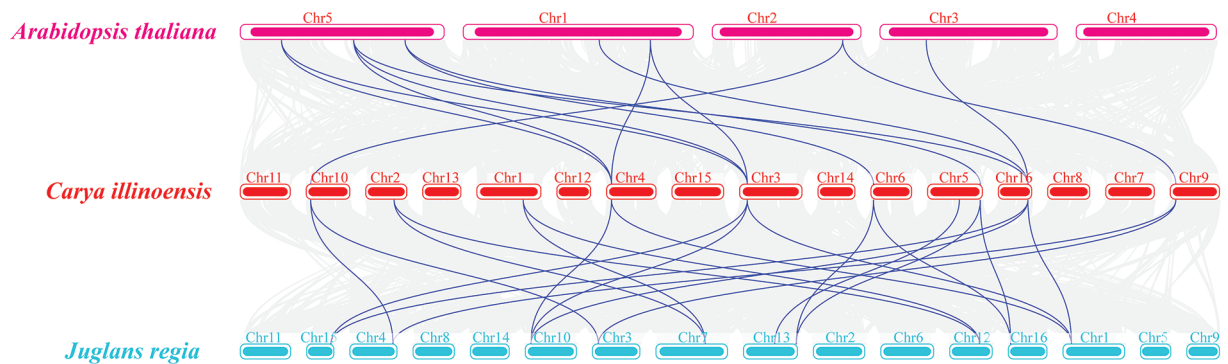 Chr5 Chr1 Chr2 Chr3 Chr4
Arabidopsis thaliana
Chr11 Chr10 Chr2 Chr13 Chr1 Chr12 Chr4 Chr15 Chr3 Chr14 Chr6 Chr5 Chr16 Chr8 Chr7 Chr9
Carya illinoensis
Chr11 Chr15 Chr4 Chr8 Chr14 Chr10 Chr3 Chr7 Chr13 Chr2 Chr6 Chr12 Chr16 Chr1 Chr5 Chr9
Juglans regia